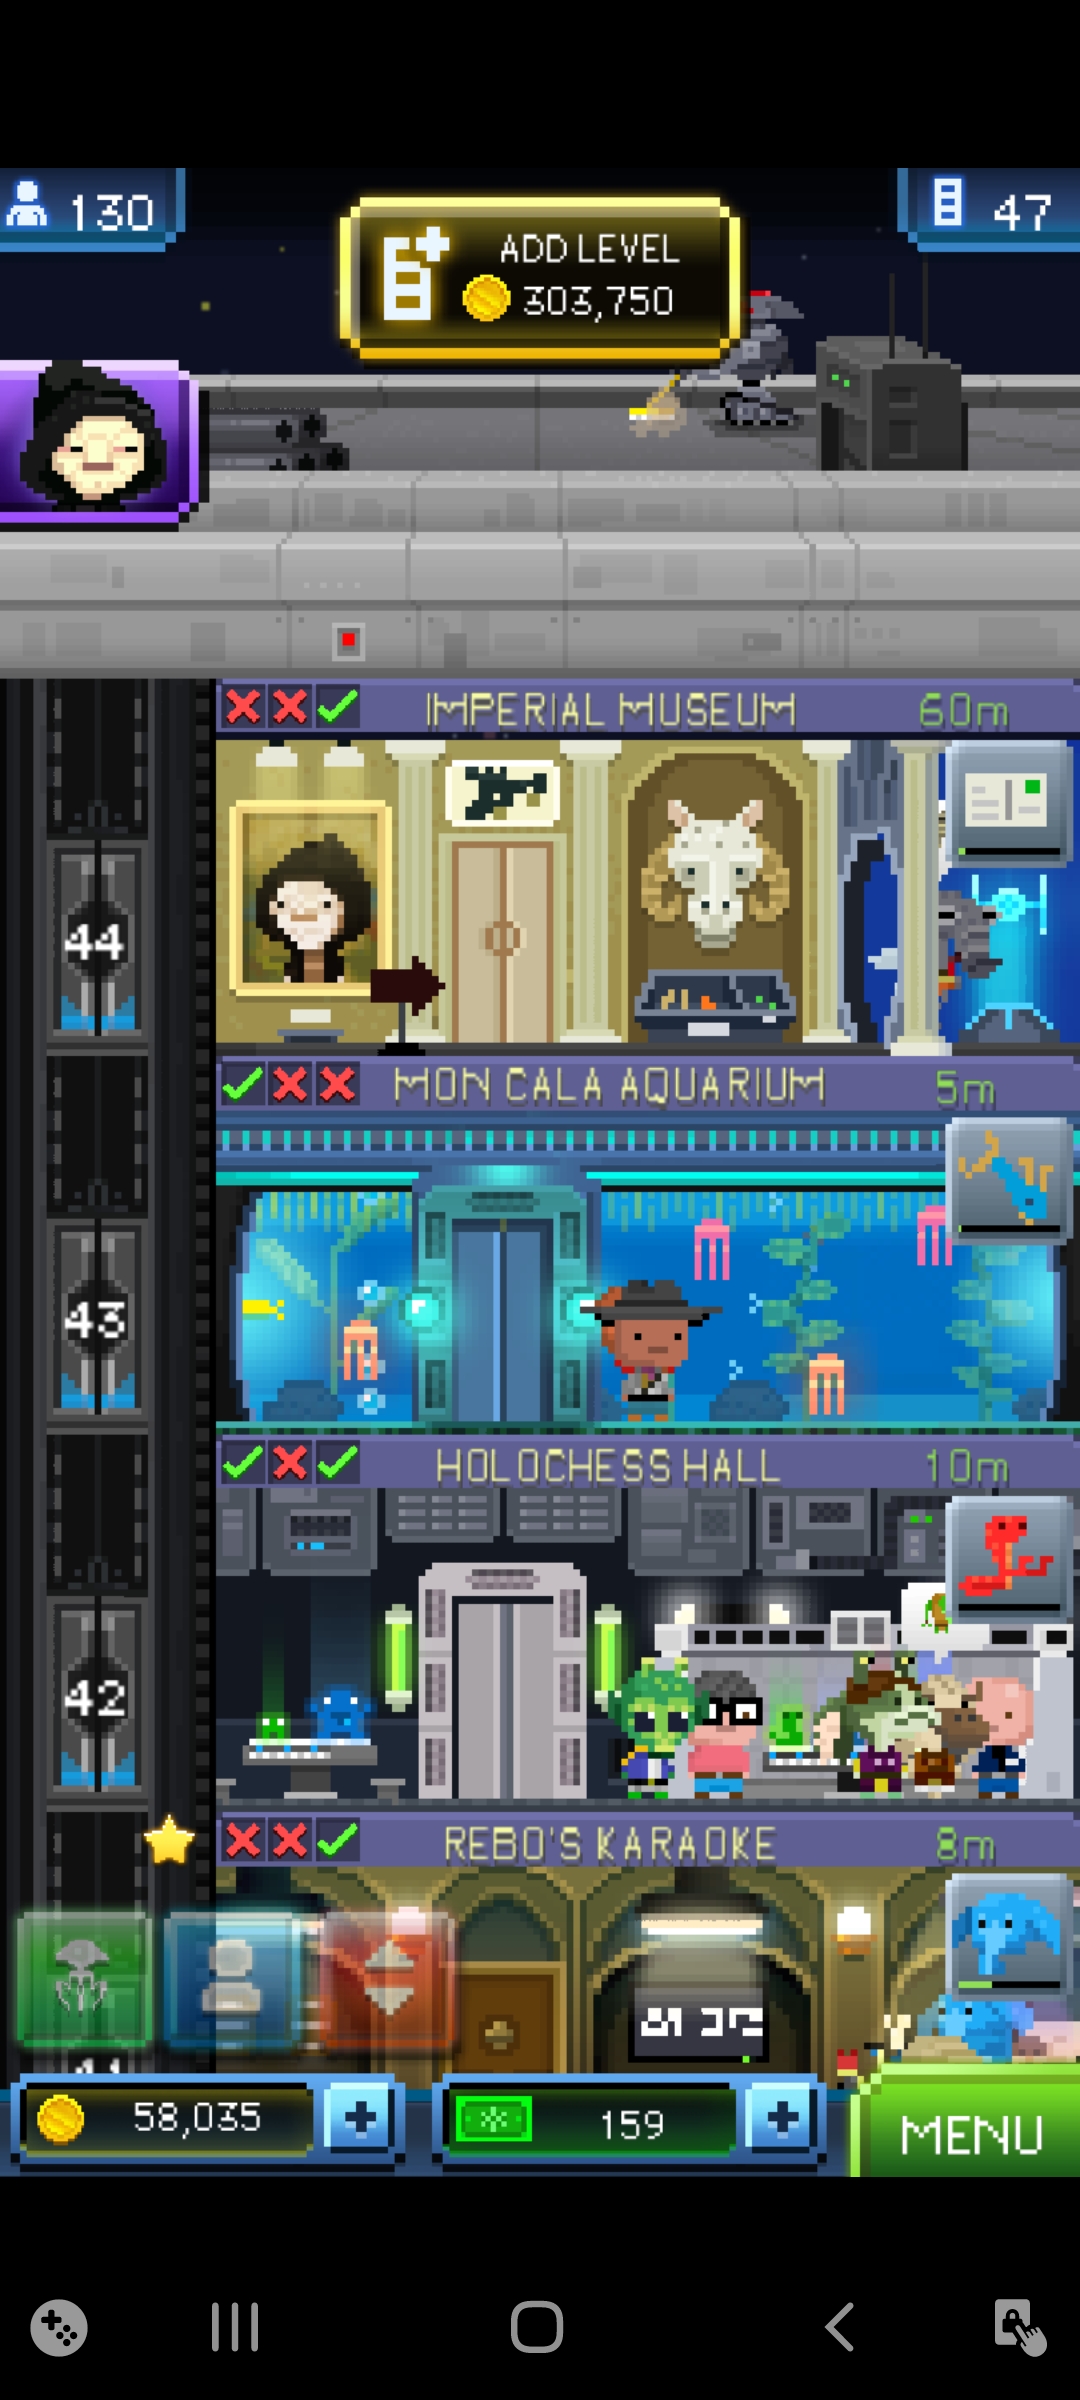 130
ADD LEVEL
303,750
47
IMPERIAL MUSEUM 60m
44
MON CALA AQUARIUM 5m
43
HOLOCHESS HALL 10m
42
REBO'S KARAOKE 8m
41
58,035
159
MENU